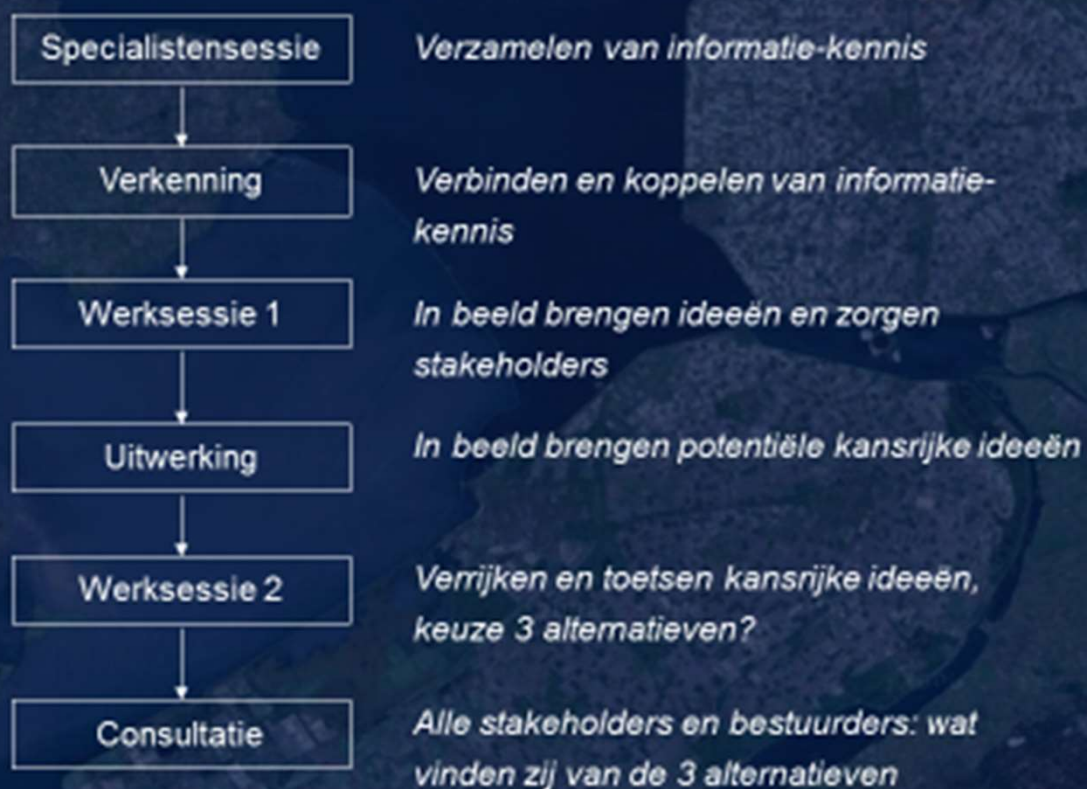 Specialistensessie
Verzamelen van informatie-kennis
Verkenning
Verbinden en koppelen van informatie-
kennis
Werksessie 1
In beeld brengen ideeën en zorgen
stakeholders
Uitwerking
In beeld brengen potentiële kansrijke ideeën
Werksessie 2
Verrijken en toetsen kansrijke ideeën,
keuze 3 alternatieven?
Consultatie
Alle stakeholders en bestuurders: wat
vinden zij van de 3 alternatieven